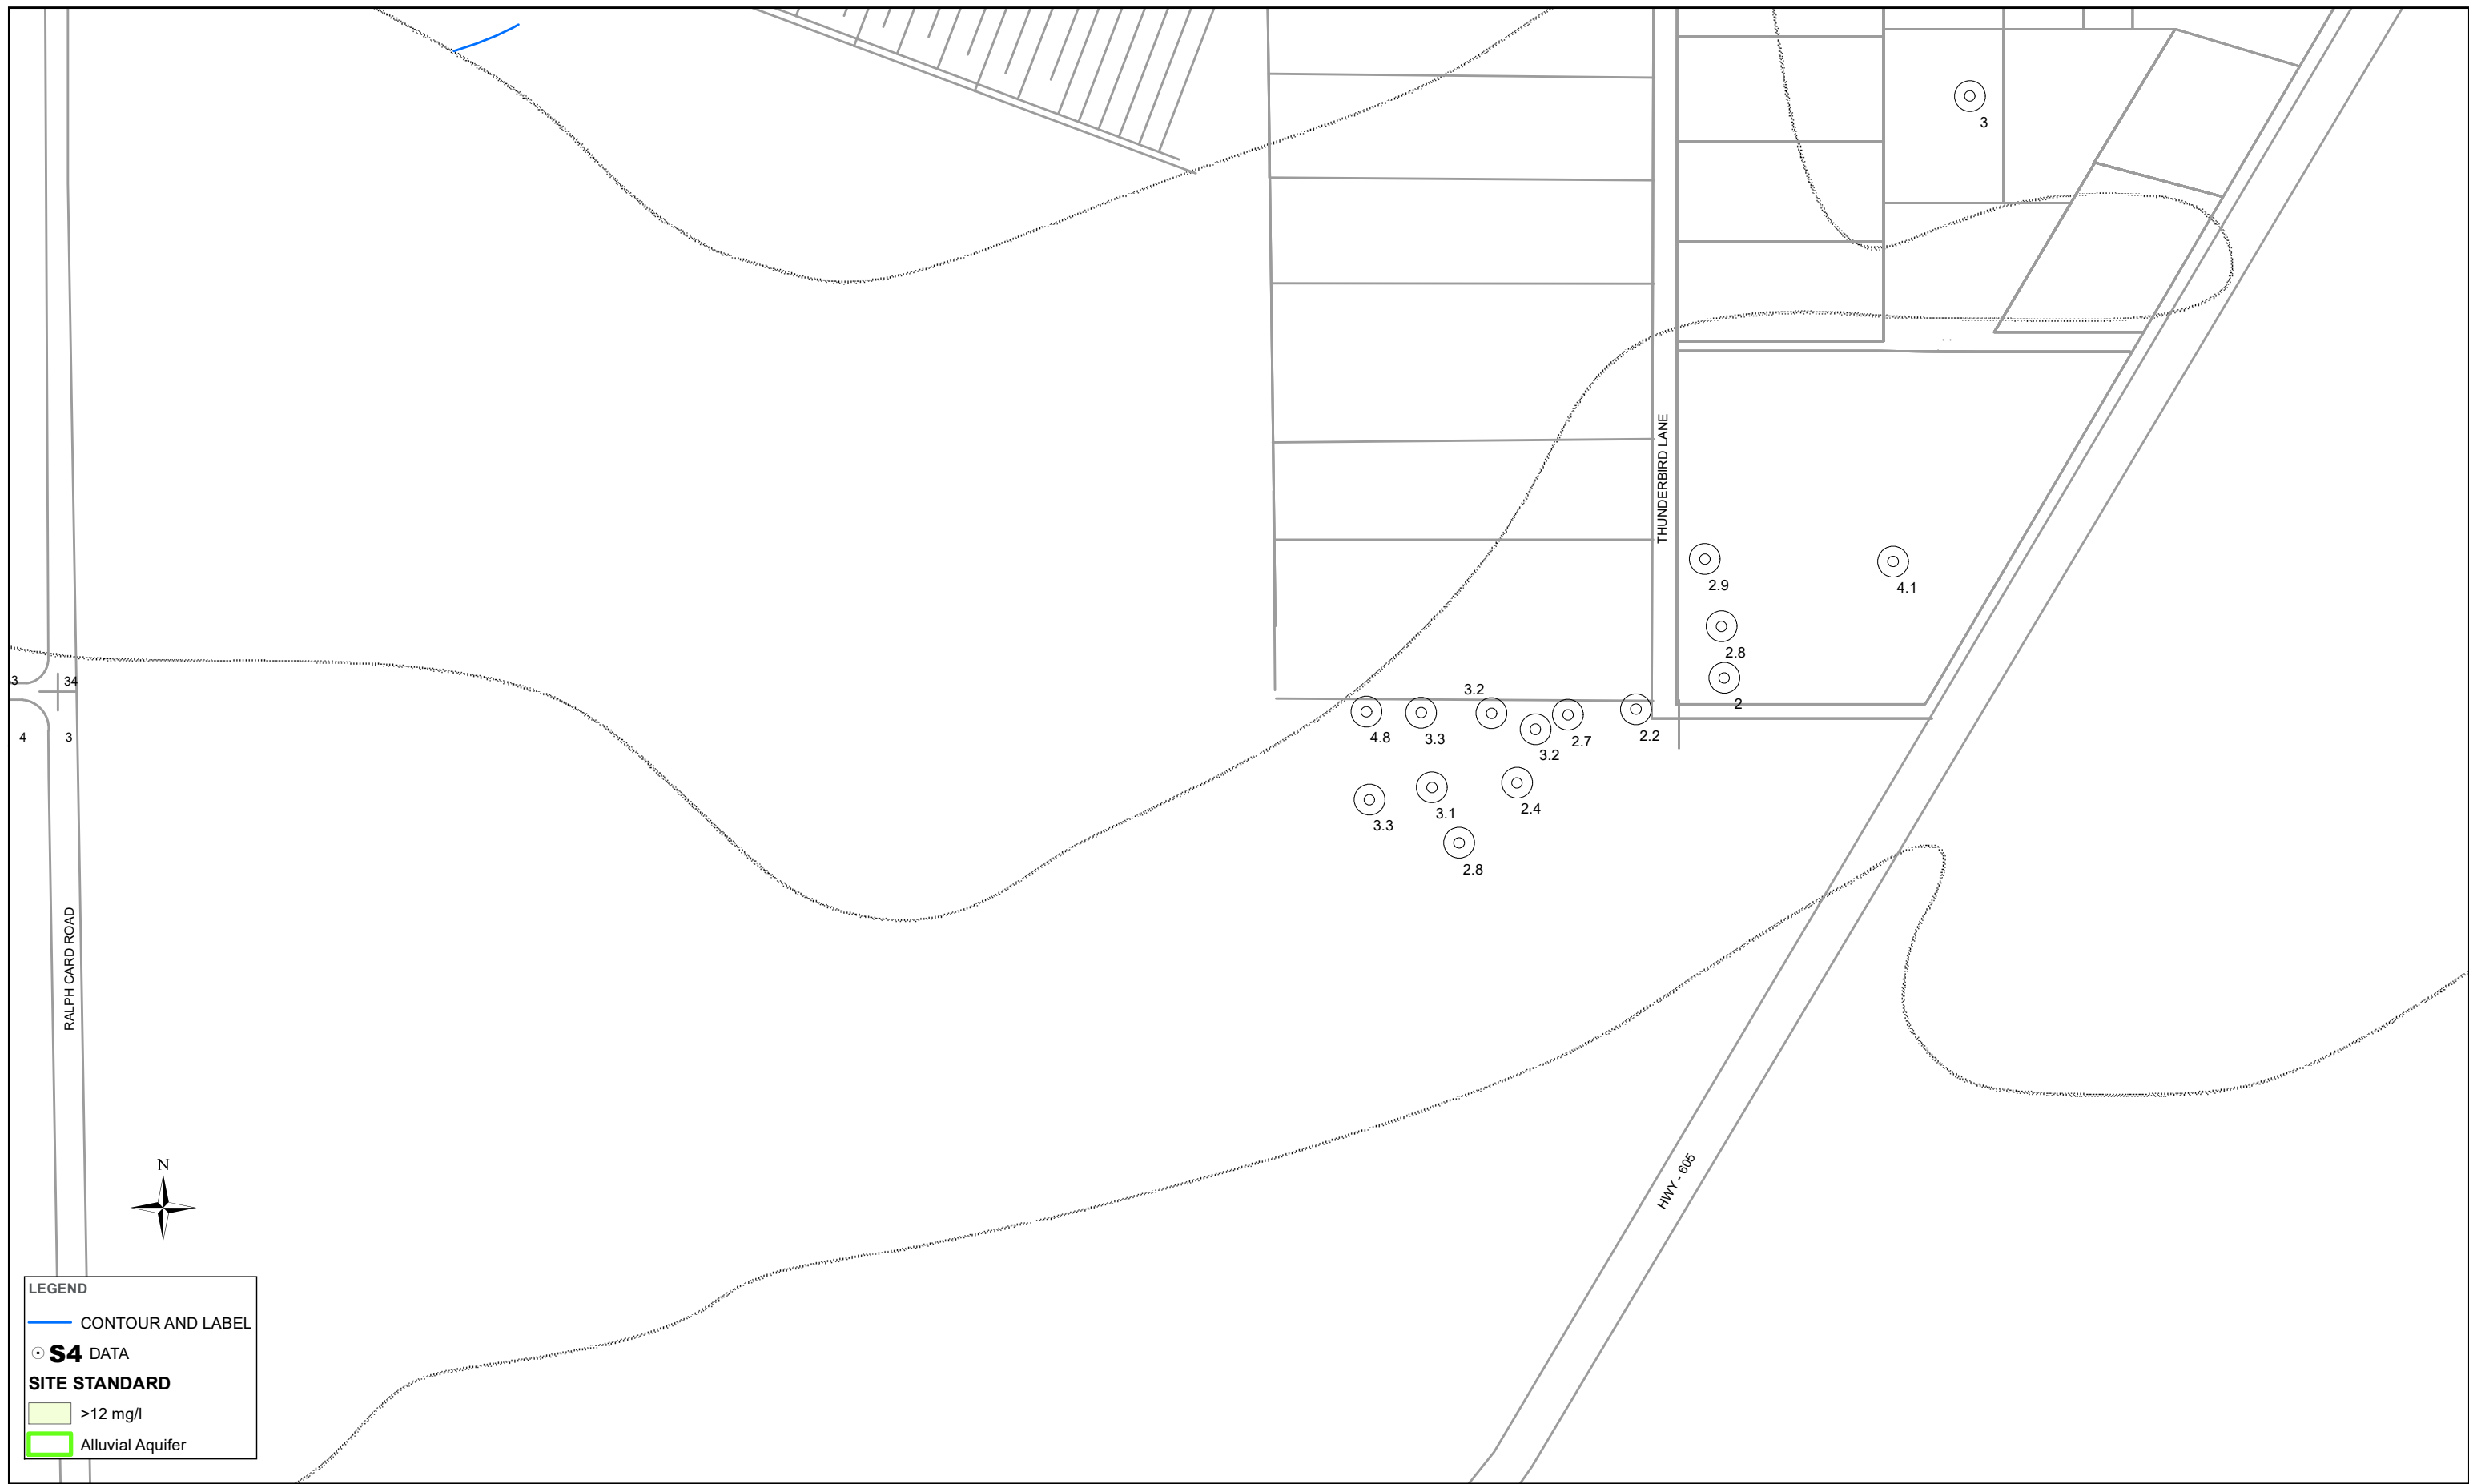 3
THUNDERBIRD LANE
2.9
4.1
2.8
2
3 34
4 3
3.2
4.8
3.3
3.2
2.7
2.2
3.3
3.1
2.4
2.8
RALPH CARD ROAD
HWY - 605
N
LEGEND
CONTOUR AND LABEL
S4 DATA
SITE STANDARD
>12 mg/l
Alluvial Aquifer